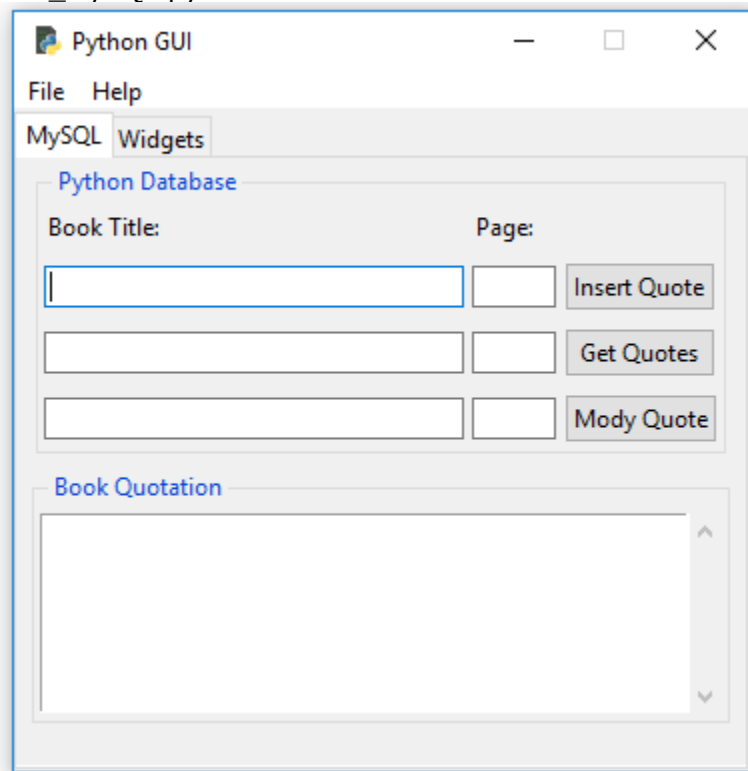 Python GUI
File Help
MySQL Widgets
Python Database
Book Title: Page:
Insert Quote
Get Quotes
Mody Quote
Book Quotation